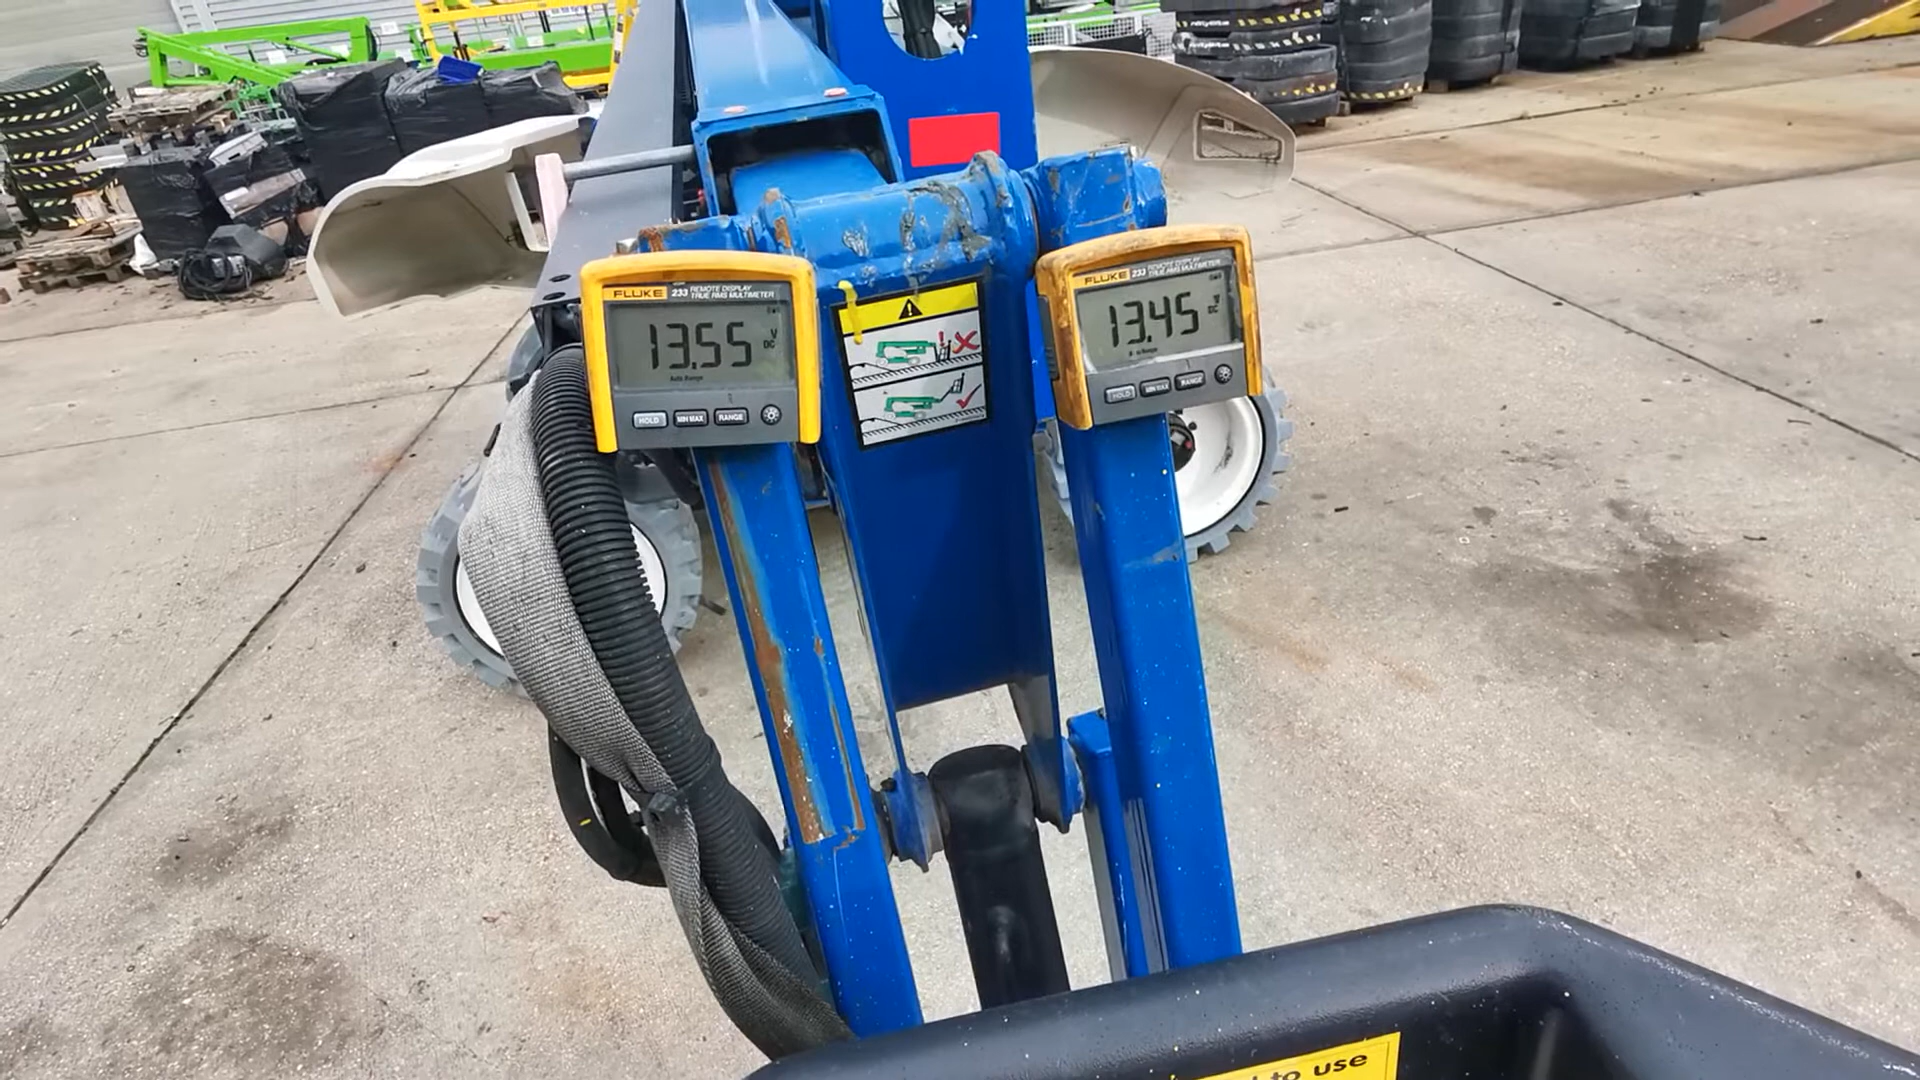 FLUKE 233 REMOTE DISPLAY
TRUE RMS MULTIMETER
13.55 V
DC
Auto Range
HOLD MIN MAX RANGE
FLUKE 233 REMOTE DISPLAY
TRUE RMS MULTIMETER
13.45 V
DC
HOLD MIN MAX RANGE
to use